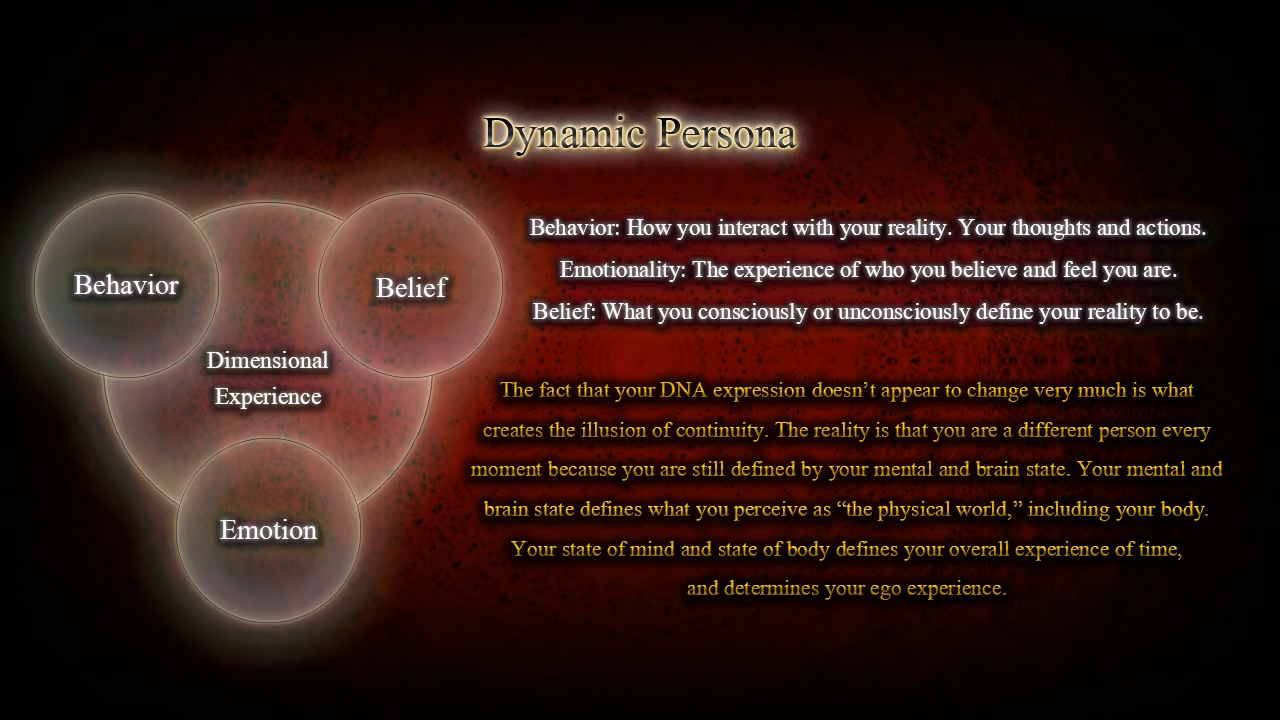 Dynamic Persona
Behavior
Belief
Dimensional
Experience
Emotion
Behavior: How you interact with your reality. Your thoughts and actions.
Emotionality: The experience of who you believe and feel you are.
Belief: What you consciously or unconsciously define your reality to be.
The fact that your DNA expression doesn’t appear to change very much is what
creates the illusion of continuity. The reality is that you are a different person every
moment because you are still defined by your mental and brain state. Your mental and
brain state defines what you perceive as “the physical world,” including your body.
Your state of mind and state of body defines your overall experience of time,
and determines your ego experience.